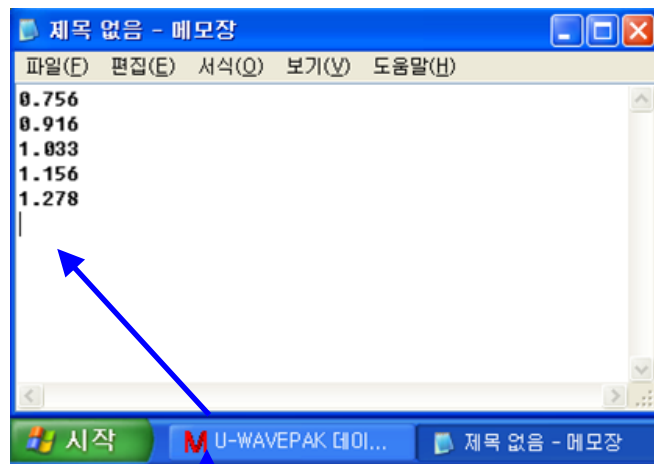 제목 없음 - 메모장
파일(F) 편집(E) 서식(O) 보기(V) 도움말(H)
0.756
0.916
1.033
1.156
1.278
시작 U-WAVEPAK 데이... 제목 없음 - 메모장